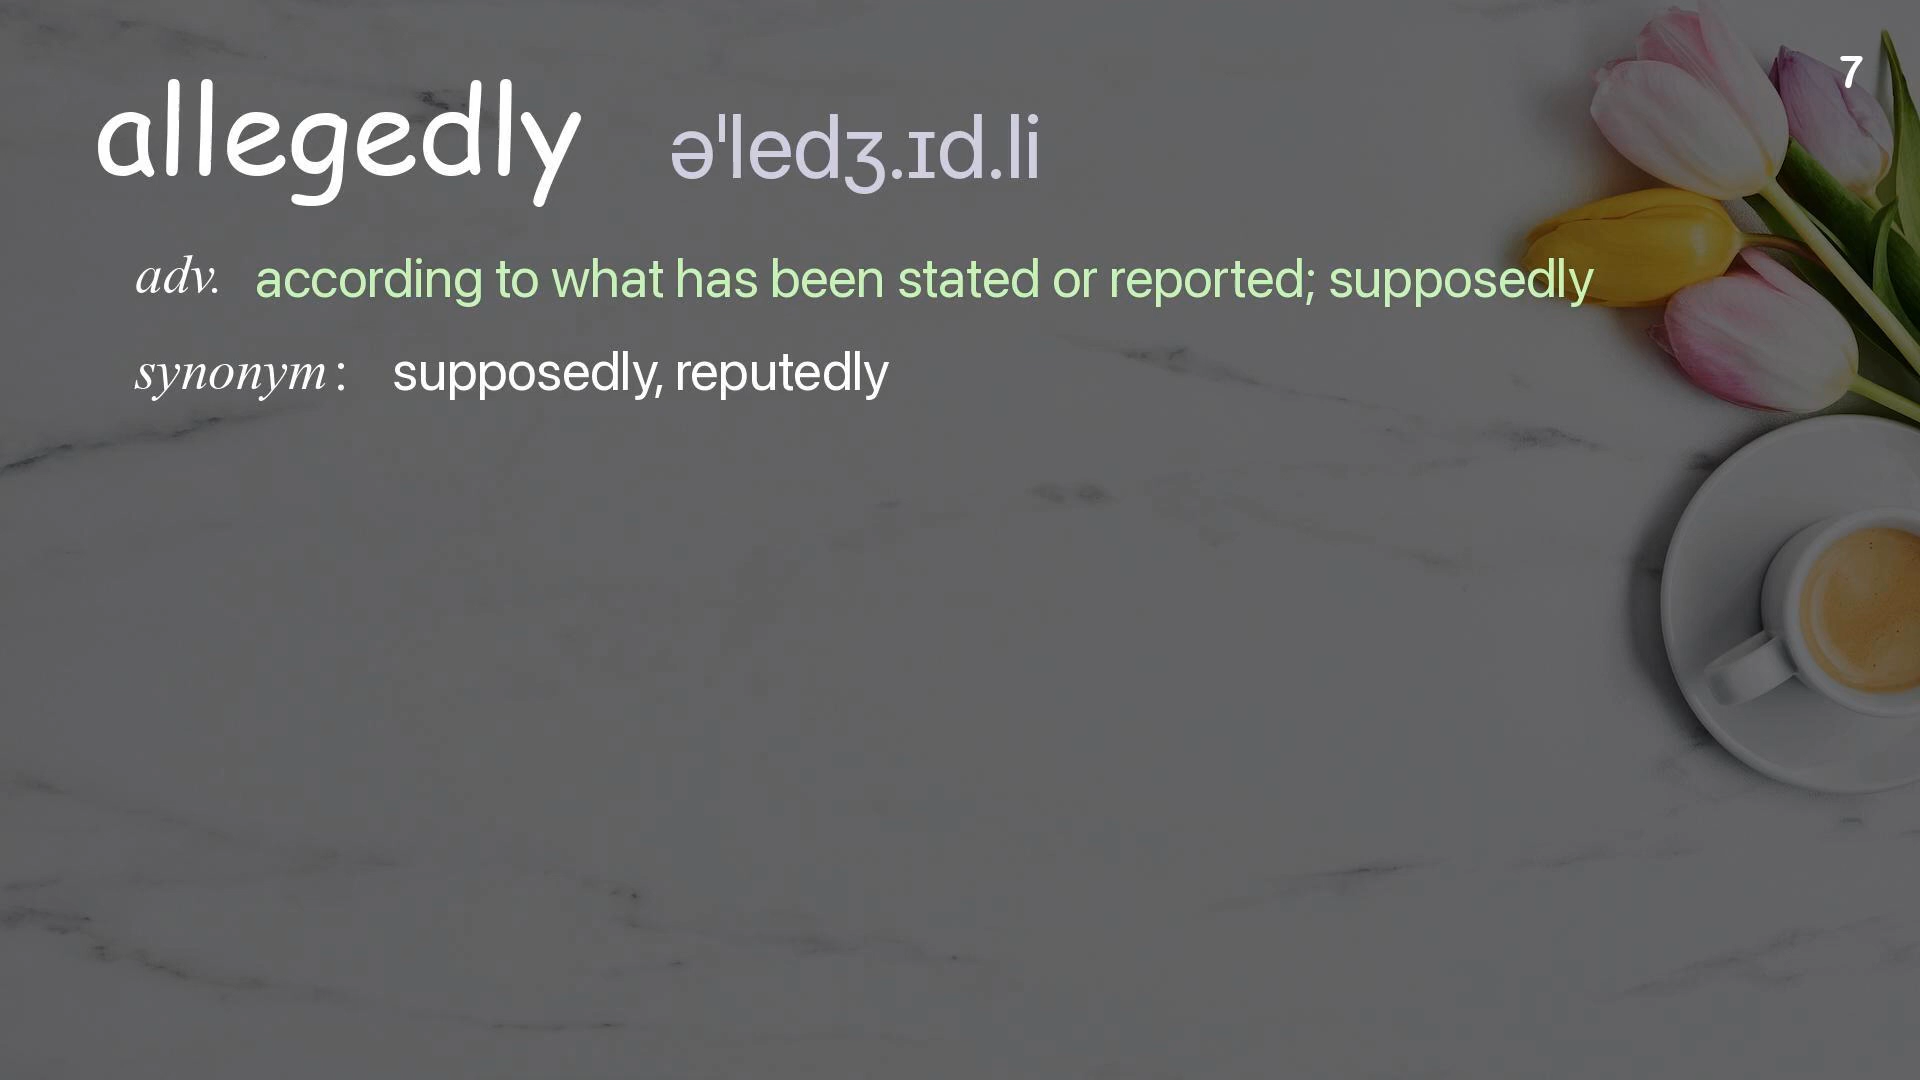 7
allegedly əˈledʒ.ɪd.li
adv. according to what has been stated or reported; supposedly
synonym: supposedly, reputedly